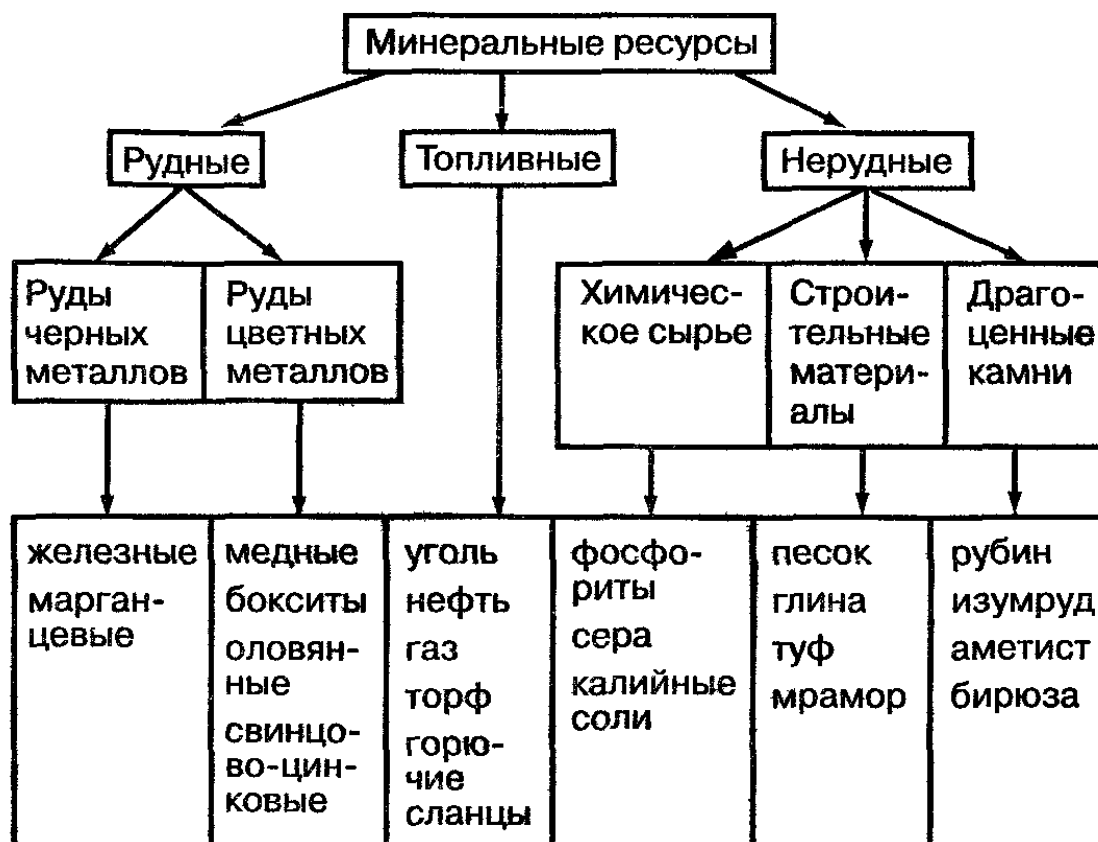 Минеральные ресурсы
Рудные
Топливные
Нерудные
Руды
черных
металлов
Руды
цветных
металлов
Химичес-
кое сырье
Строи-
тельные
матери-
алы
Драго-
ценные
камни
железные
марган-
цевые
медные
бокситы
оловян-
ные
свинцо-
во-цин-
ковые
уголь
нефть
газ
торф
горю-
чие
сланцы
фосфо-
риты
сера
калийные
соли
песок
глина
туф
мрамор
рубин
изумруд
аметист
бирюза